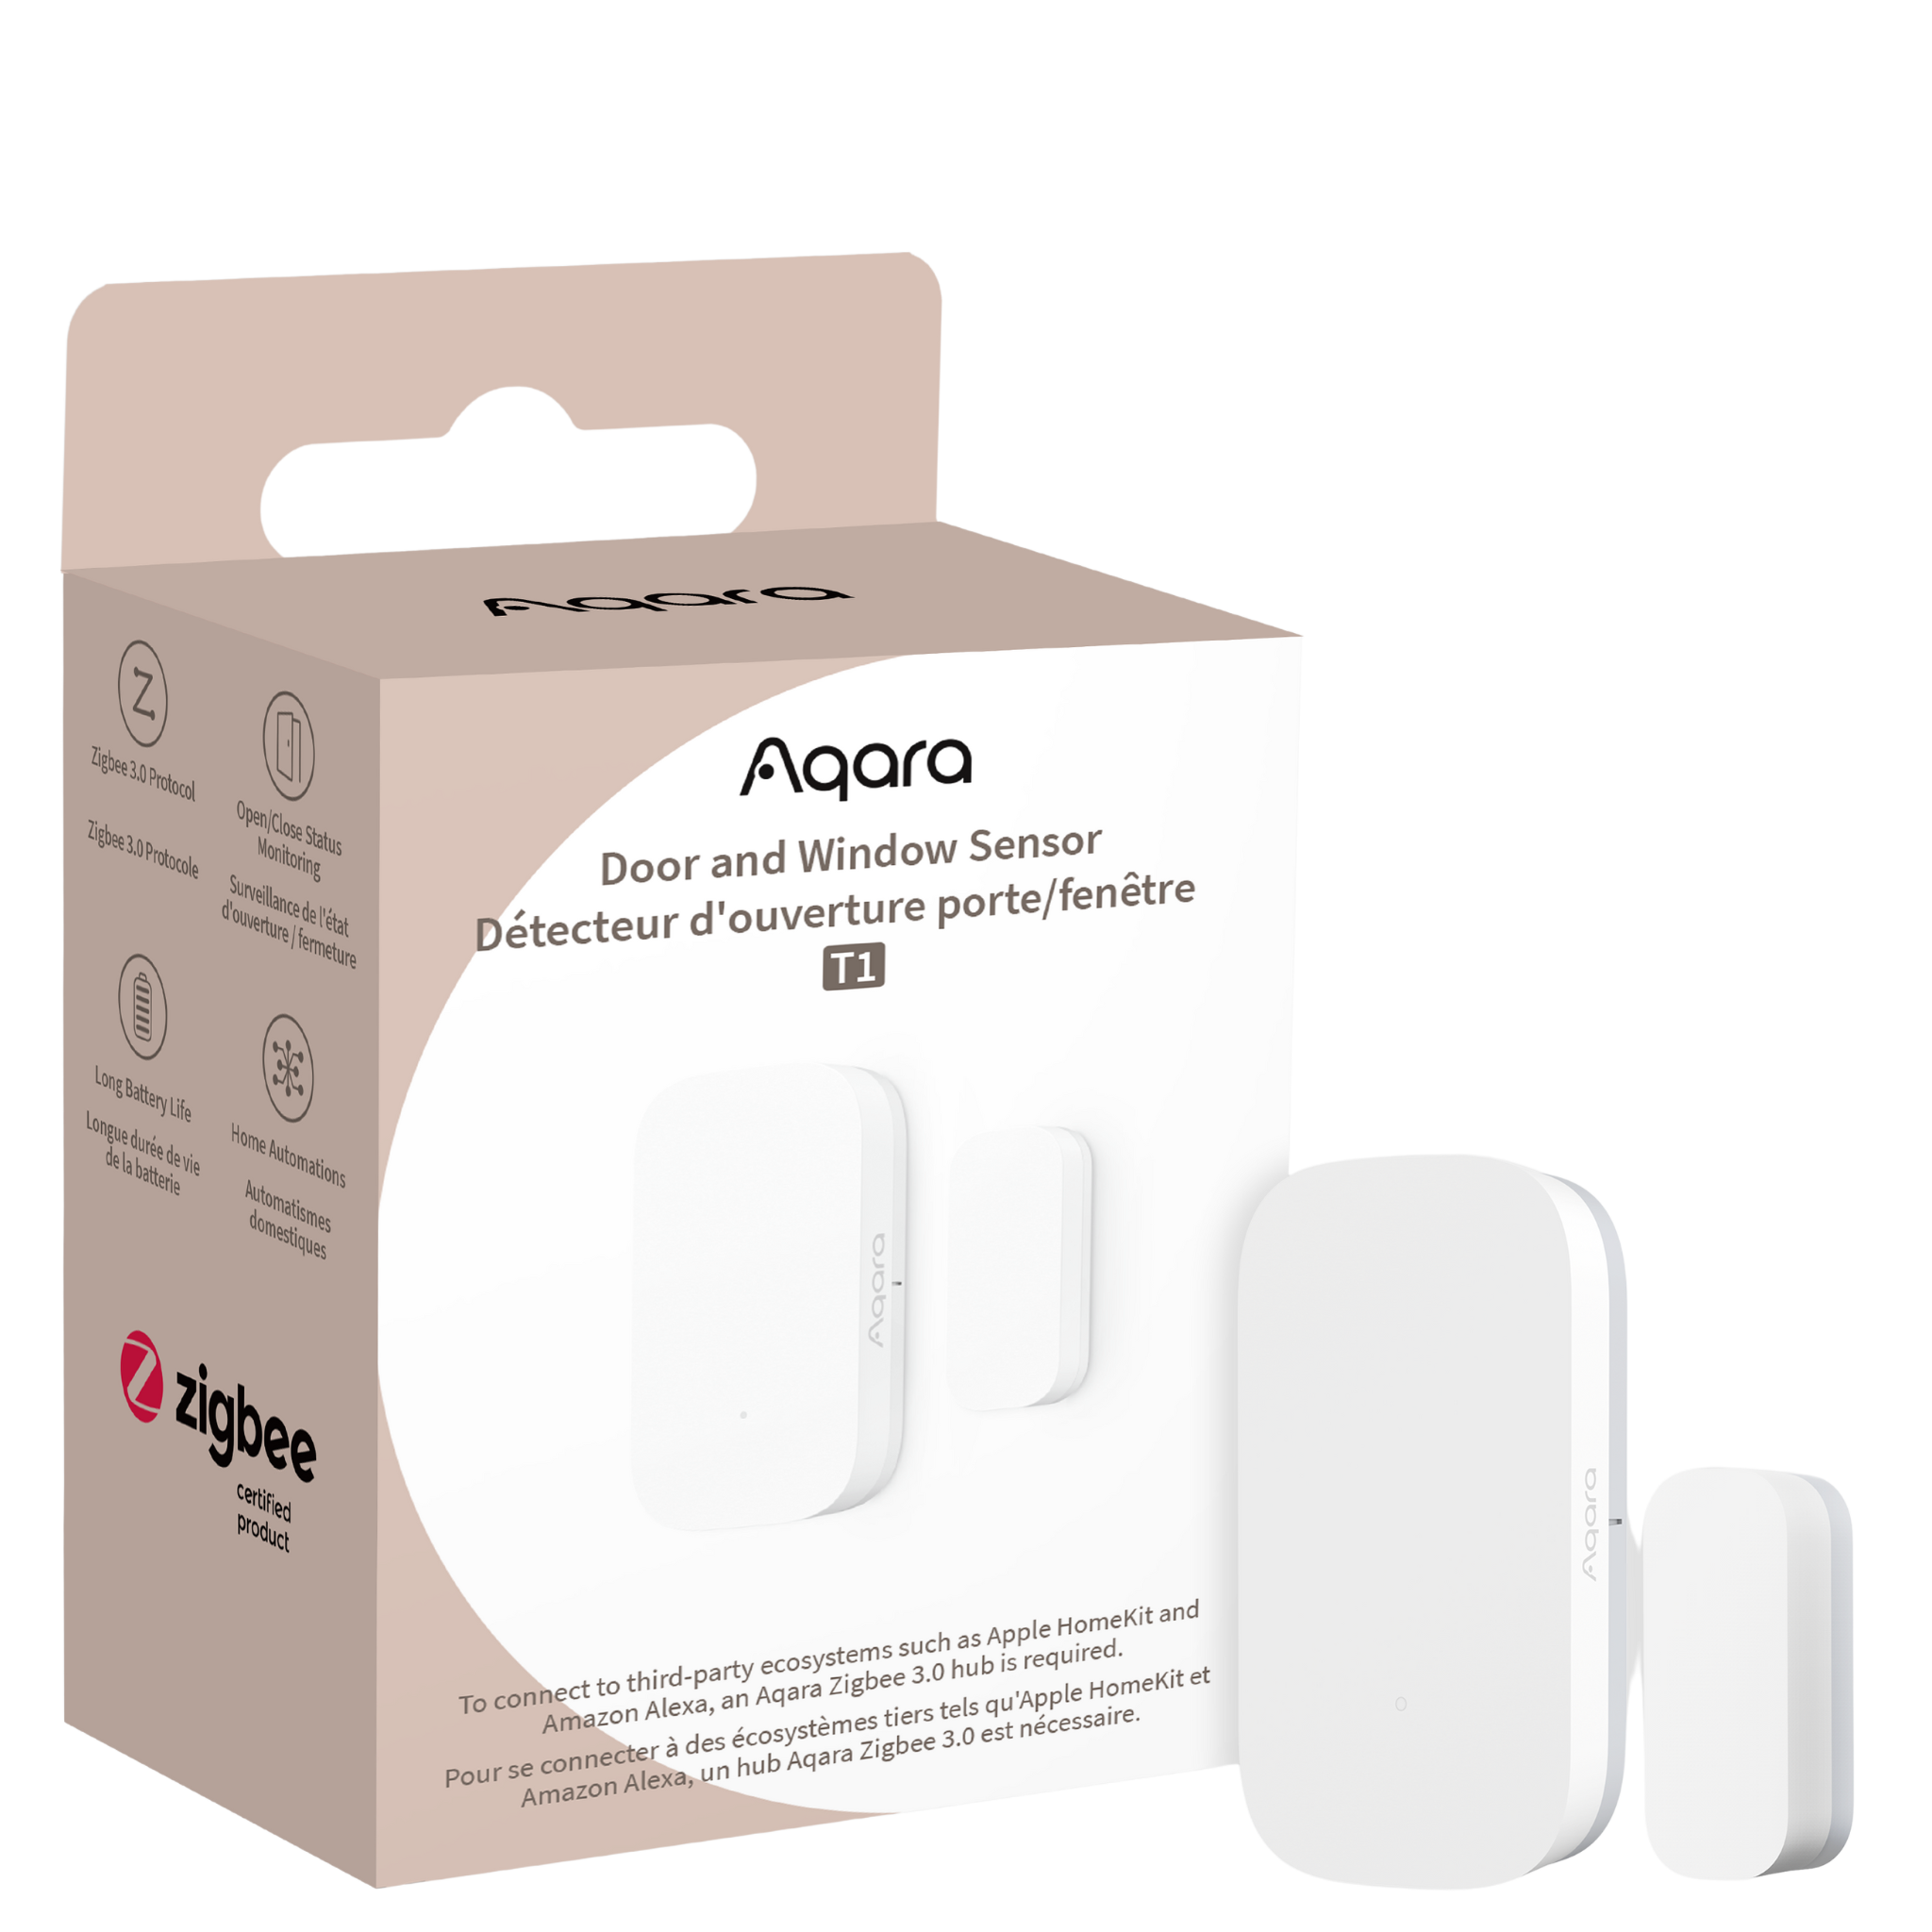 Aqara
Zigbee 3.0 Protocol
Zigbee 3.0 Protocole
Open/Close Status
Monitoring
Surveillance de l'état
d'ouverture / fermeture
Long Battery Life
Longue durée de vie
de la batterie
Home Automations
Automatismes
domestiques
zigbee
certified
product
Aqara
Door and Window Sensor
Détecteur d'ouverture porte/fenêtre
T1
Aqara
To connect to third-party ecosystems such as Apple HomeKit and
Amazon Alexa, an Aqara Zigbee 3.0 hub is required.
Pour se connecter à des écosystèmes tiers tels qu'Apple HomeKit et
Amazon Alexa, un hub Aqara Zigbee 3.0 est nécessaire.
Aqara